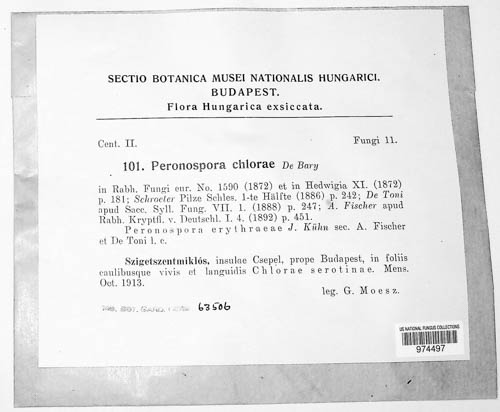 SECTIO BOTANICA MUSEI NATIONALIS HUNGARICI.
BUDAPEST.
Flora Hungarica exsiccata.
Cent. II. Fungi 11.
101. Peronospora chlorae De Bary
in Rabh. Fungi eur. No. 1590 (1872) et in Hedwigia XI. (1872)
p. 181; Schroeter Pilze Schles. 1-te Hälfte (1886) p. 242; De Toni
apud Sacc. Syll. Fung. VII. 1. (1888) p. 247; A. Fischer apud
Rabh. Kryptfl. v. Deutschl. I. 4. (1892) p. 451.
Peronospora erythraeae J. Kühn sec. A. Fischer
et De Toni l. c.
Szigetszentmiklós, insulae Csepel, prope Budapest, in foliis
caulibusque vivis et languidis Chlorae serotinae. Mens.
Oct. 1913.
leg. G. Moesz.
BOT. GARD. 63506
US NATIONAL FUNGUS COLLECTIONS
974497